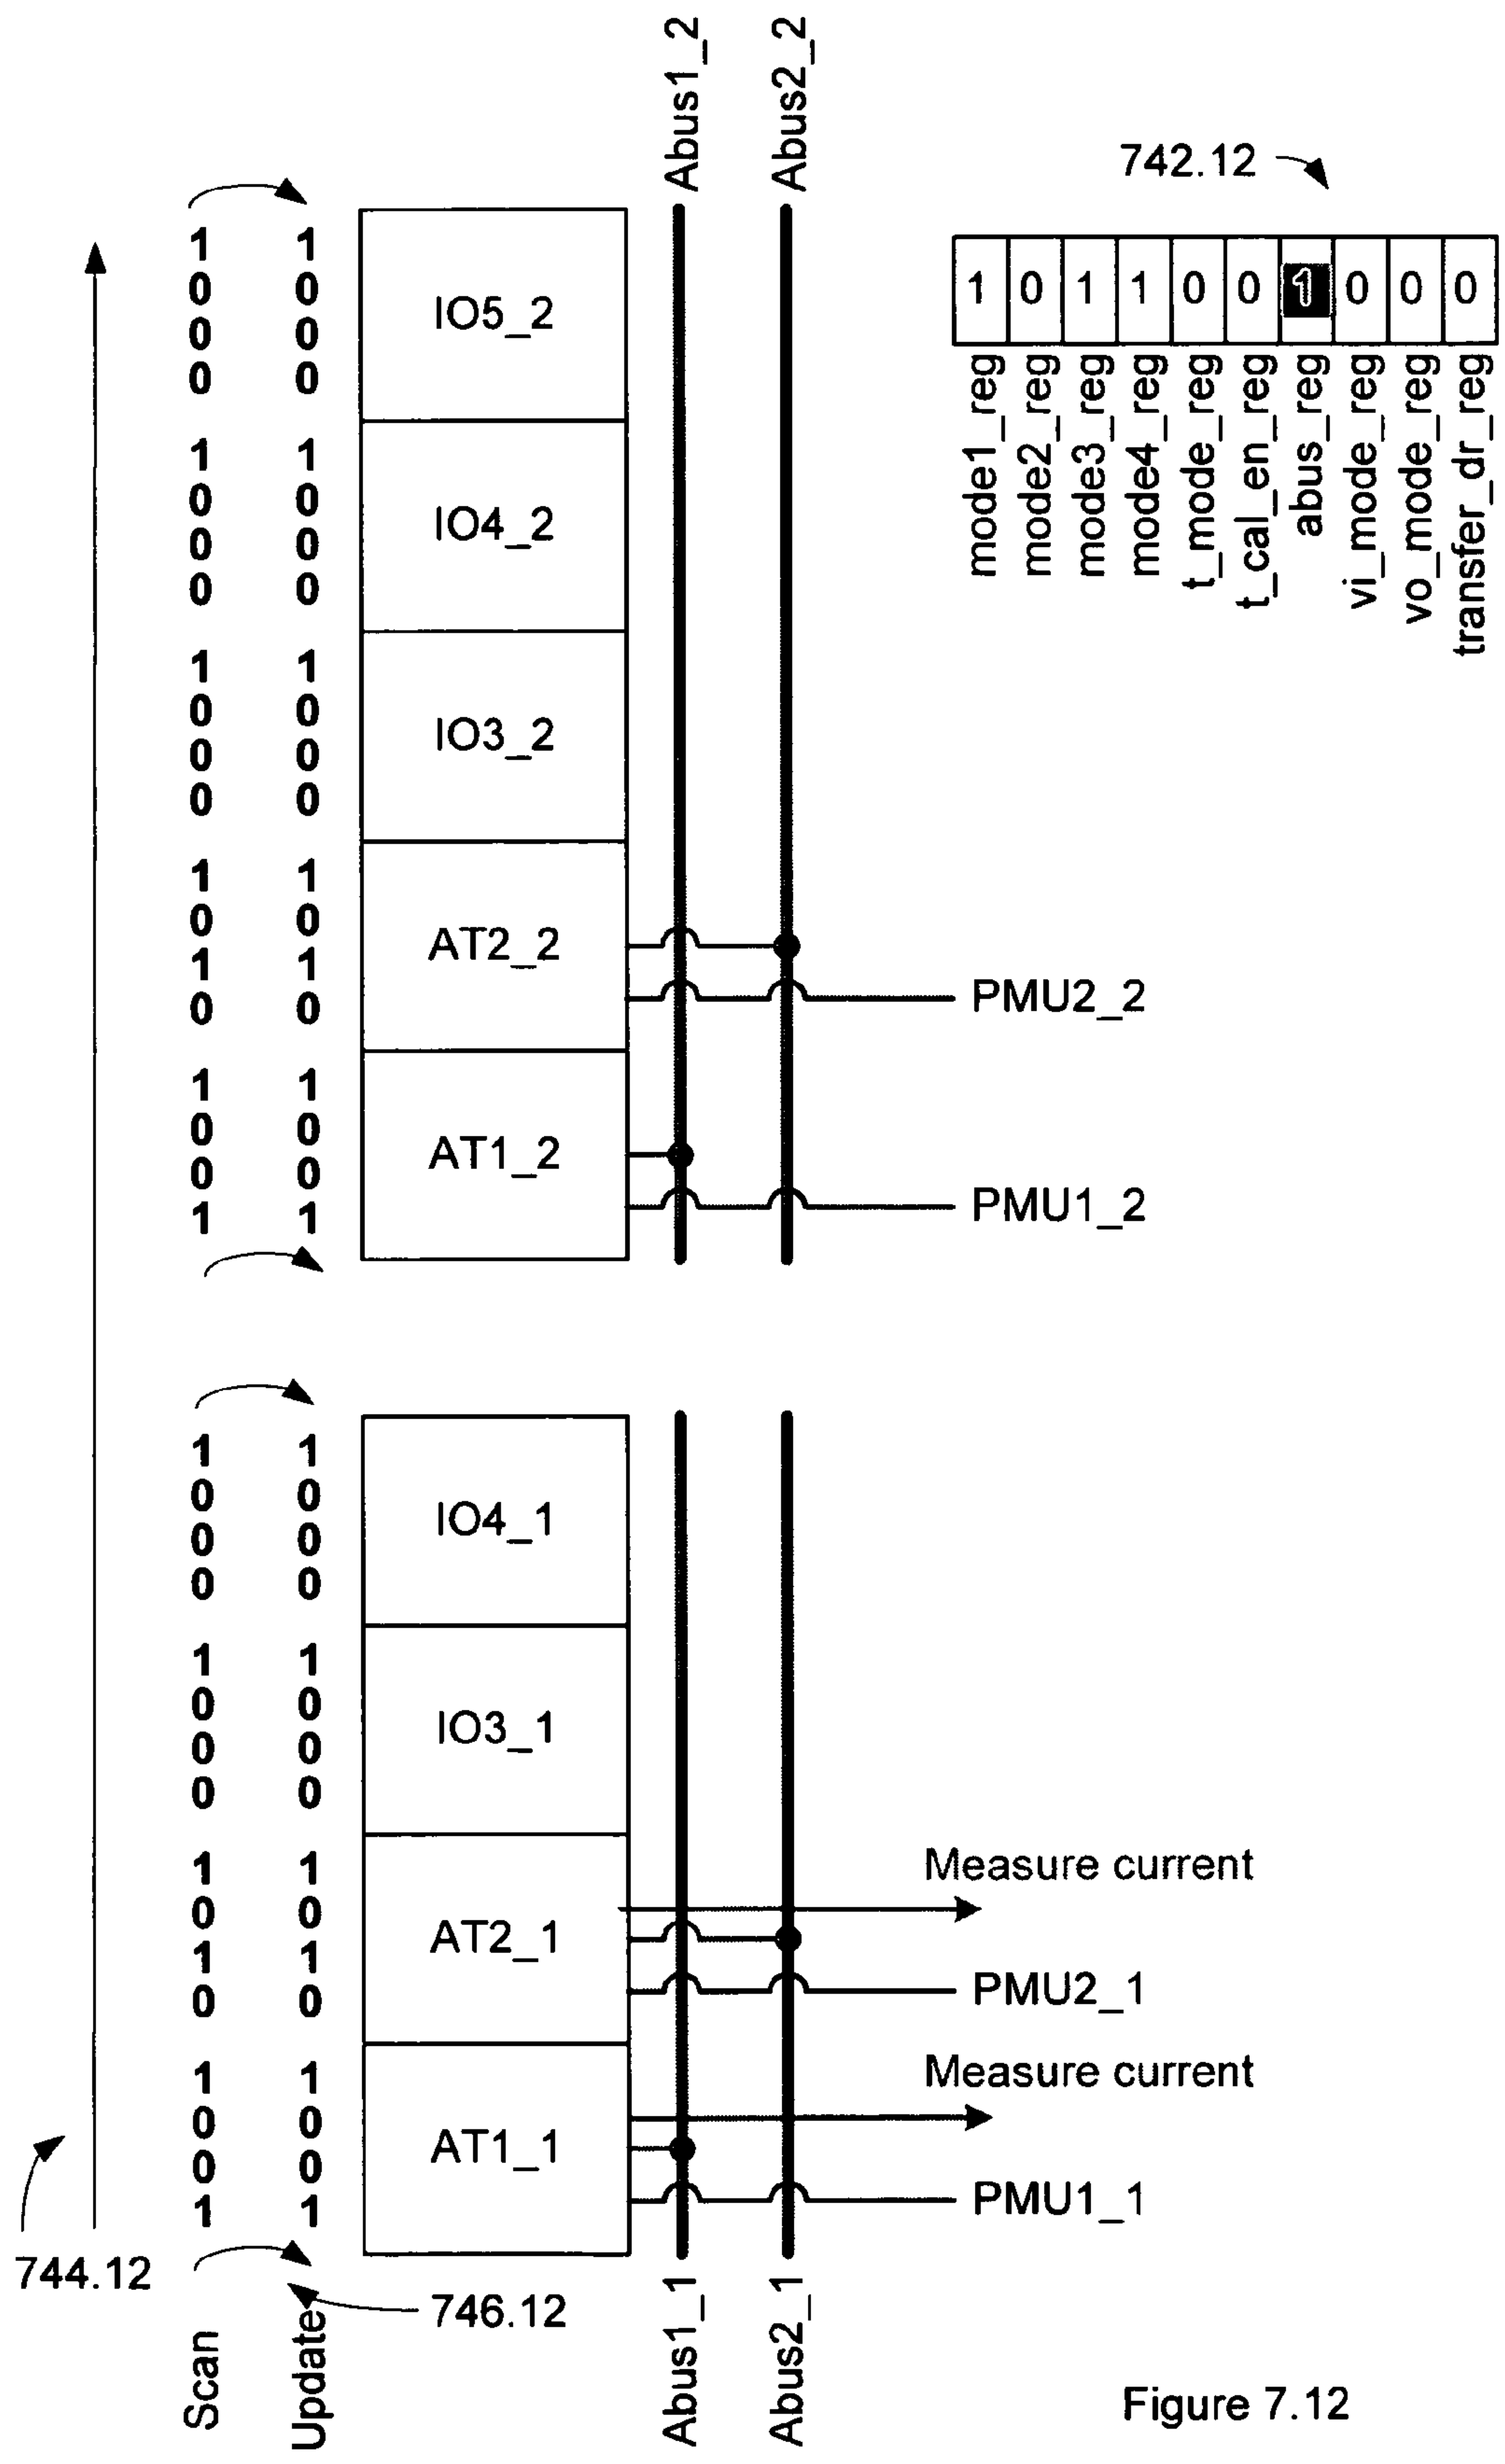 Abus1_2
Abus2_2
742.12
1 0 1 1 0 0 1 0 0 0
mode1_reg
mode2_reg
mode3_reg
mode4_reg
t_mode_reg
t_cal_en_reg
abus_reg
vi_mode_reg
vo_mode_reg
transfer_dr_reg
1 1
0 0
0 0
0 0
IO5_2
1 1
0 0
0 0
0 0
IO4_2
1 1
0 0
0 0
0 0
IO3_2
1 1
0 0
1 1
0 0
AT2_2
PMU2_2
1 1
0 0
0 0
1 1
AT1_2
PMU1_2
1 1
0 0
0 0
0 0
IO4_1
1 1
0 0
0 0
0 0
IO3_1
1 1
0 0
1 1
0 0
AT2_1
Measure current
PMU2_1
1 1
0 0
0 0
1 1
AT1_1
Measure current
PMU1_1
744.12
746.12
Scan
Update
Abus1_1
Abus2_1
Figure 7.12